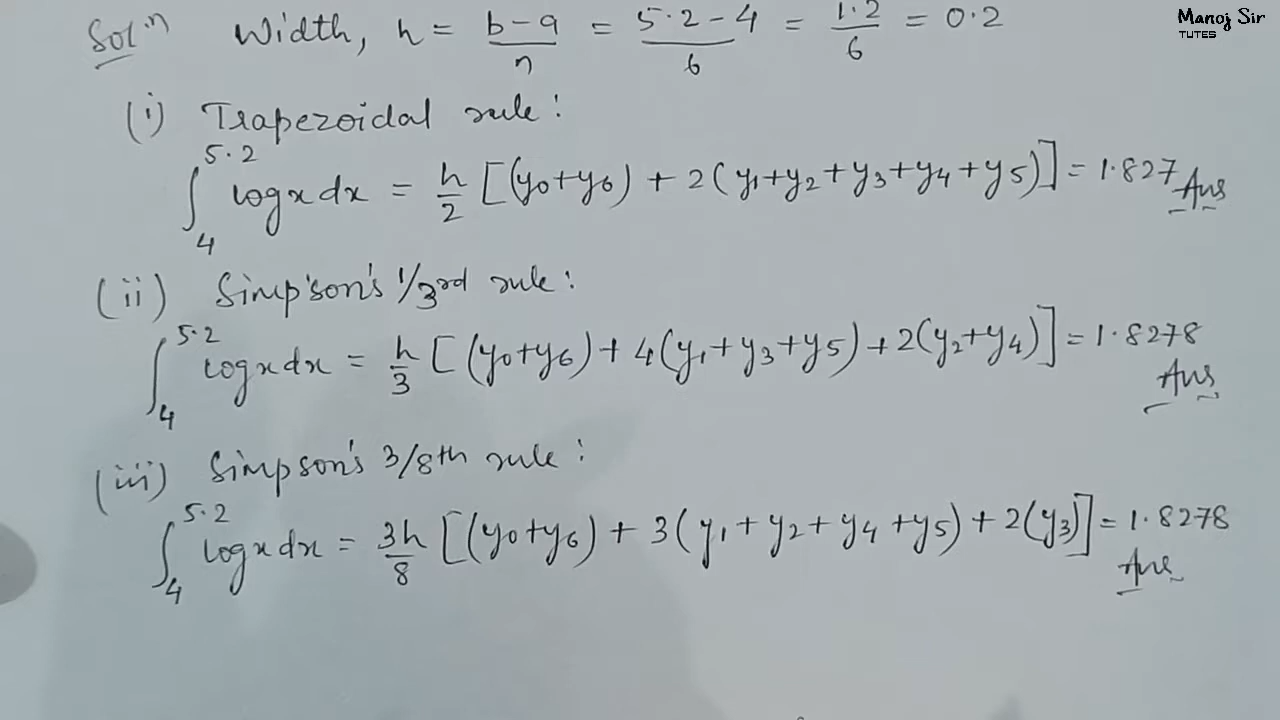 Solⁿ Width, h = b-a/n = 5.2-4/6 = 1.2/6 = 0.2
Manoj Sir
TUTES
(i) Trapezoidal rule:
∫₄^5.2 logx dx = h/2 [(y₀+y₆) + 2(y₁+y₂+y₃+y₄+y₅)] = 1.827 Ans
(ii) Simpson's 1/3rd rule:
∫₄^5.2 logx dx = h/3 [(y₀+y₆) + 4(y₁+y₃+y₅) + 2(y₂+y₄)] = 1.8278
Ans
(iii) Simpson's 3/8th rule:
∫₄^5.2 logx dx = 3h/8 [(y₀+y₆) + 3(y₁+y₂+y₄+y₅) + 2(y₃)] = 1.8278
Ans